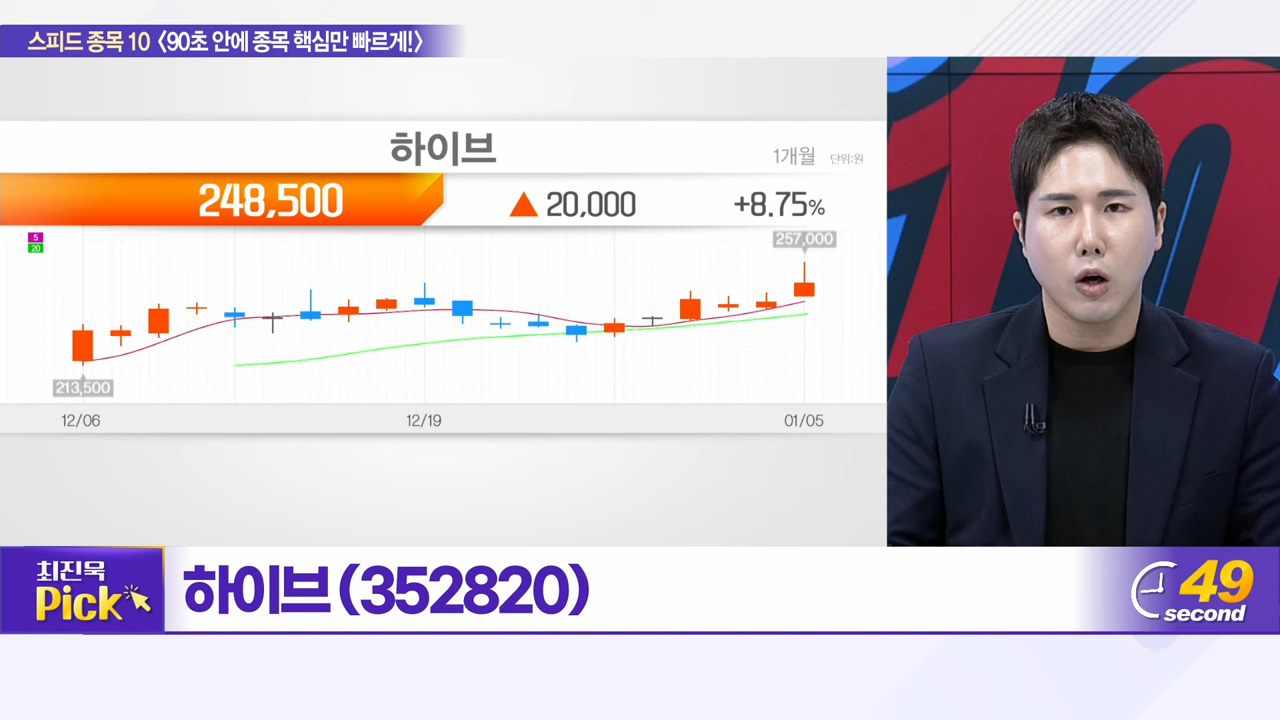 스피드 종목 10 〈90초 안에 종목 핵심만 빠르게!〉
하이브
1개월 단위:원
248,500 ▲ 20,000 +8.75%
5
20
257,000
213,500
12/06 12/19 01/05
최진욱
Pick
하이브(352820)
49
second